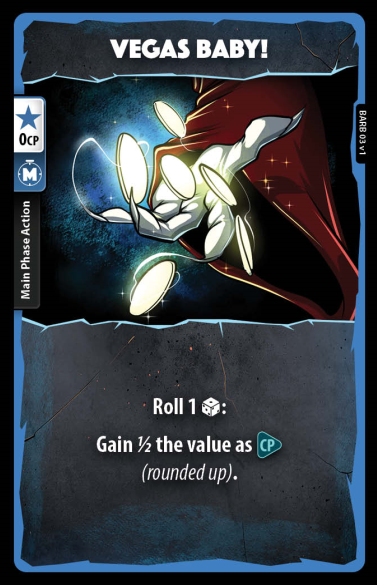 VEGAS BABY!
0CP
M
Main Phase Action
BARB 03 v1
Roll 1 :
Gain ½ the value as CP
(rounded up).